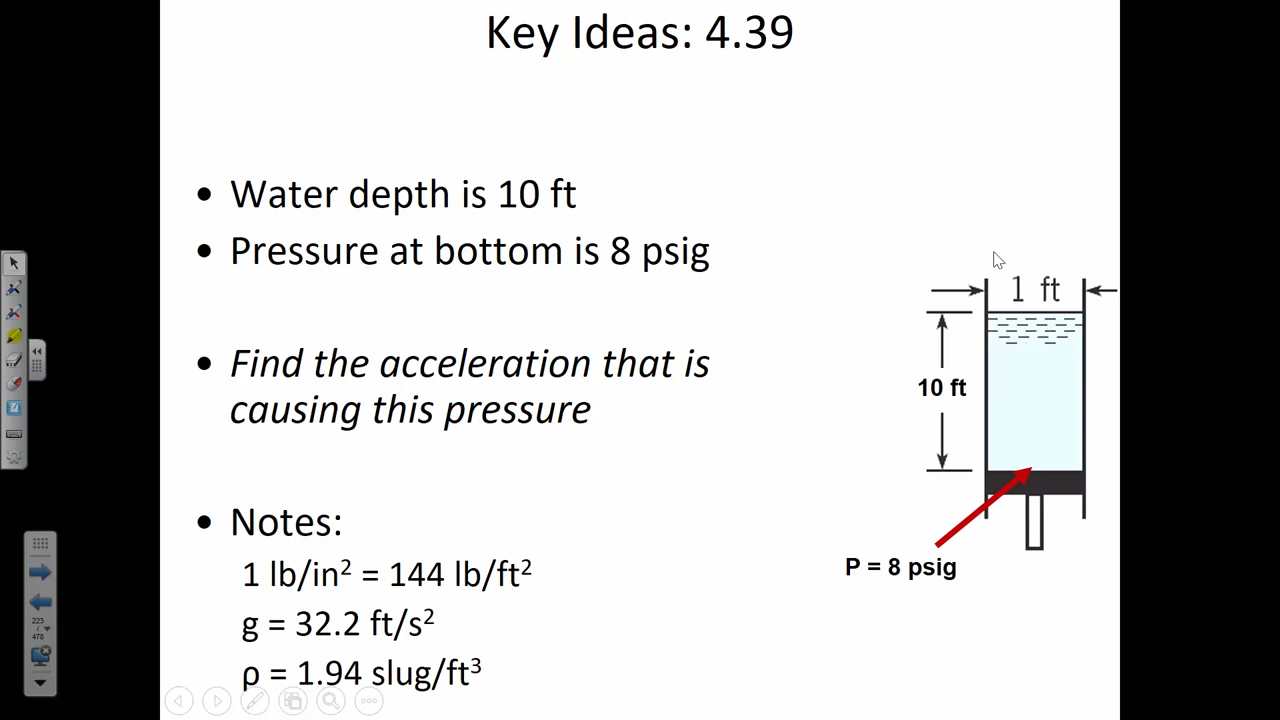 Key Ideas: 4.39
• Water depth is 10 ft
• Pressure at bottom is 8 psig
• Find the acceleration that is
causing this pressure
• Notes:
1 lb/in² = 144 lb/ft²
g = 32.2 ft/s²
ρ = 1.94 slug/ft³
1 ft
10 ft
P = 8 psig
223
/
478